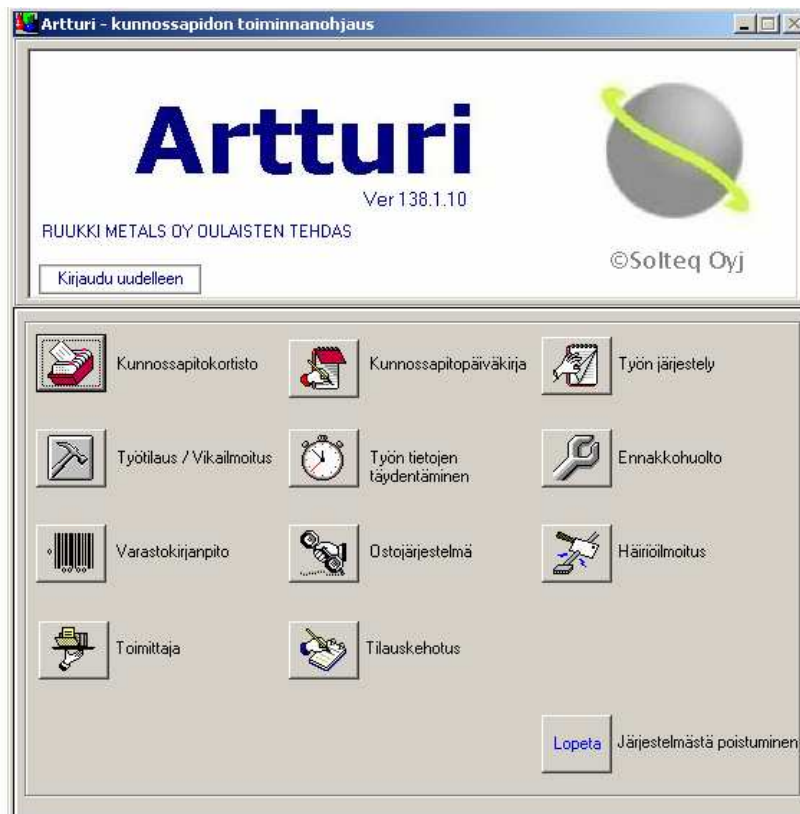 Artturi - kunnossapidon toiminnanohjaus
Artturi
Ver 138.1.10
RUUKKI METALS OY OULAISTEN TEHDAS
©Solteq Oyj
Kirjaudu uudelleen
Kunnossapitokortisto
Kunnossapitopäiväkirja
Työn järjestely
Työtilaus / Vikailmoitus
Työn tietojen
täydentäminen
Ennakkohuolto
Varastokirjanpito
Ostojärjestelmä
Häiriöilmoitus
Toimittaja
Tilauskehotus
Lopeta
Järjestelmästä poistuminen